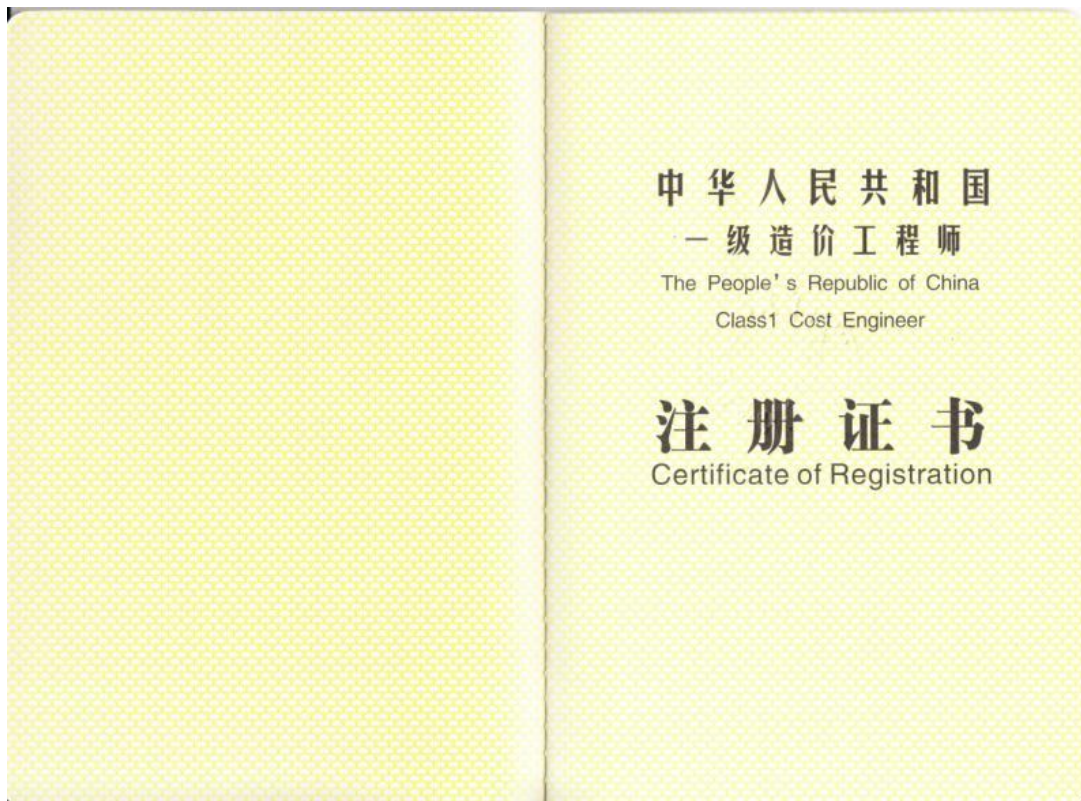 中华人民共和国
一级造价工程师
The People's Republic of China
Class1 Cost Engineer
注册证书
Certificate of Registration